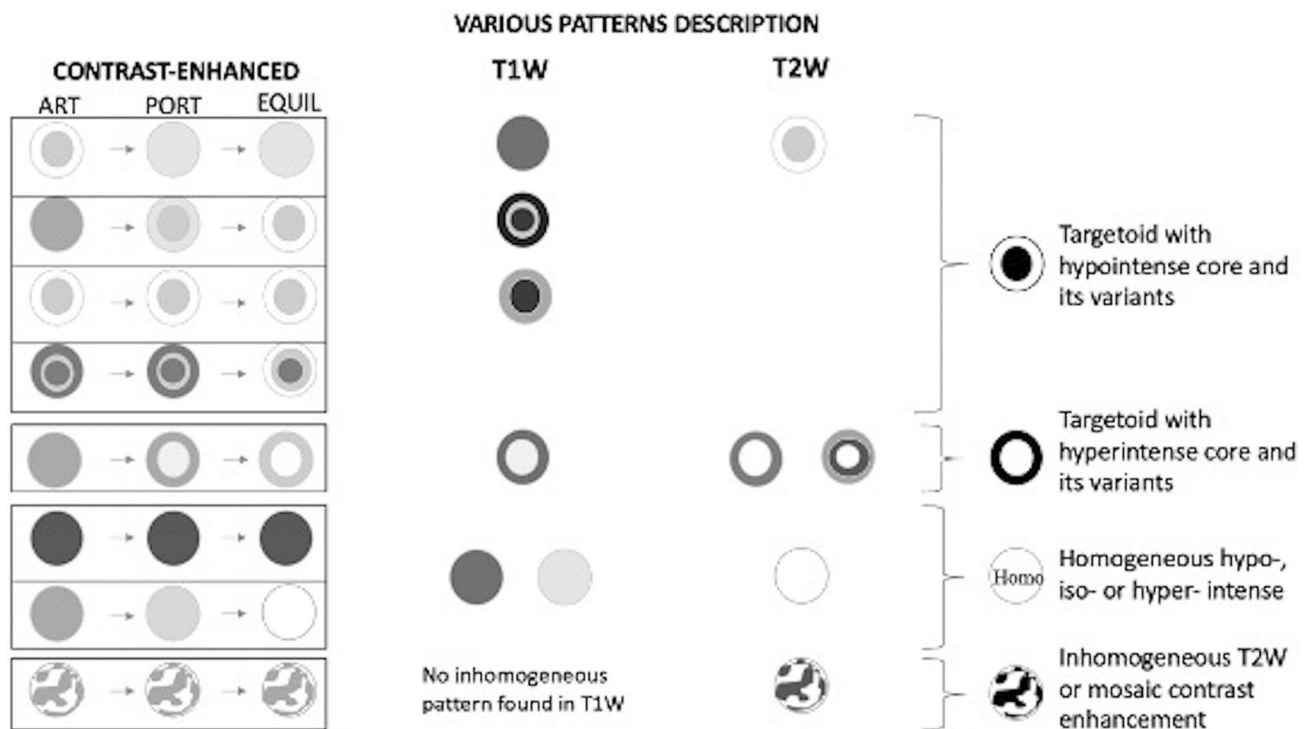 VARIOUS PATTERNS DESCRIPTION
CONTRAST-ENHANCED
T1W
T2W
ART
PORT
EQUIL
Targetoid with
hypointense core and
its variants
Targetoid with
hyperintense core and
its variants
Homo
Homogeneous hypo-,
iso- or hyper- intense
No inhomogeneous
pattern found in T1W
Inhomogeneous T2W
or mosaic contrast
enhancement